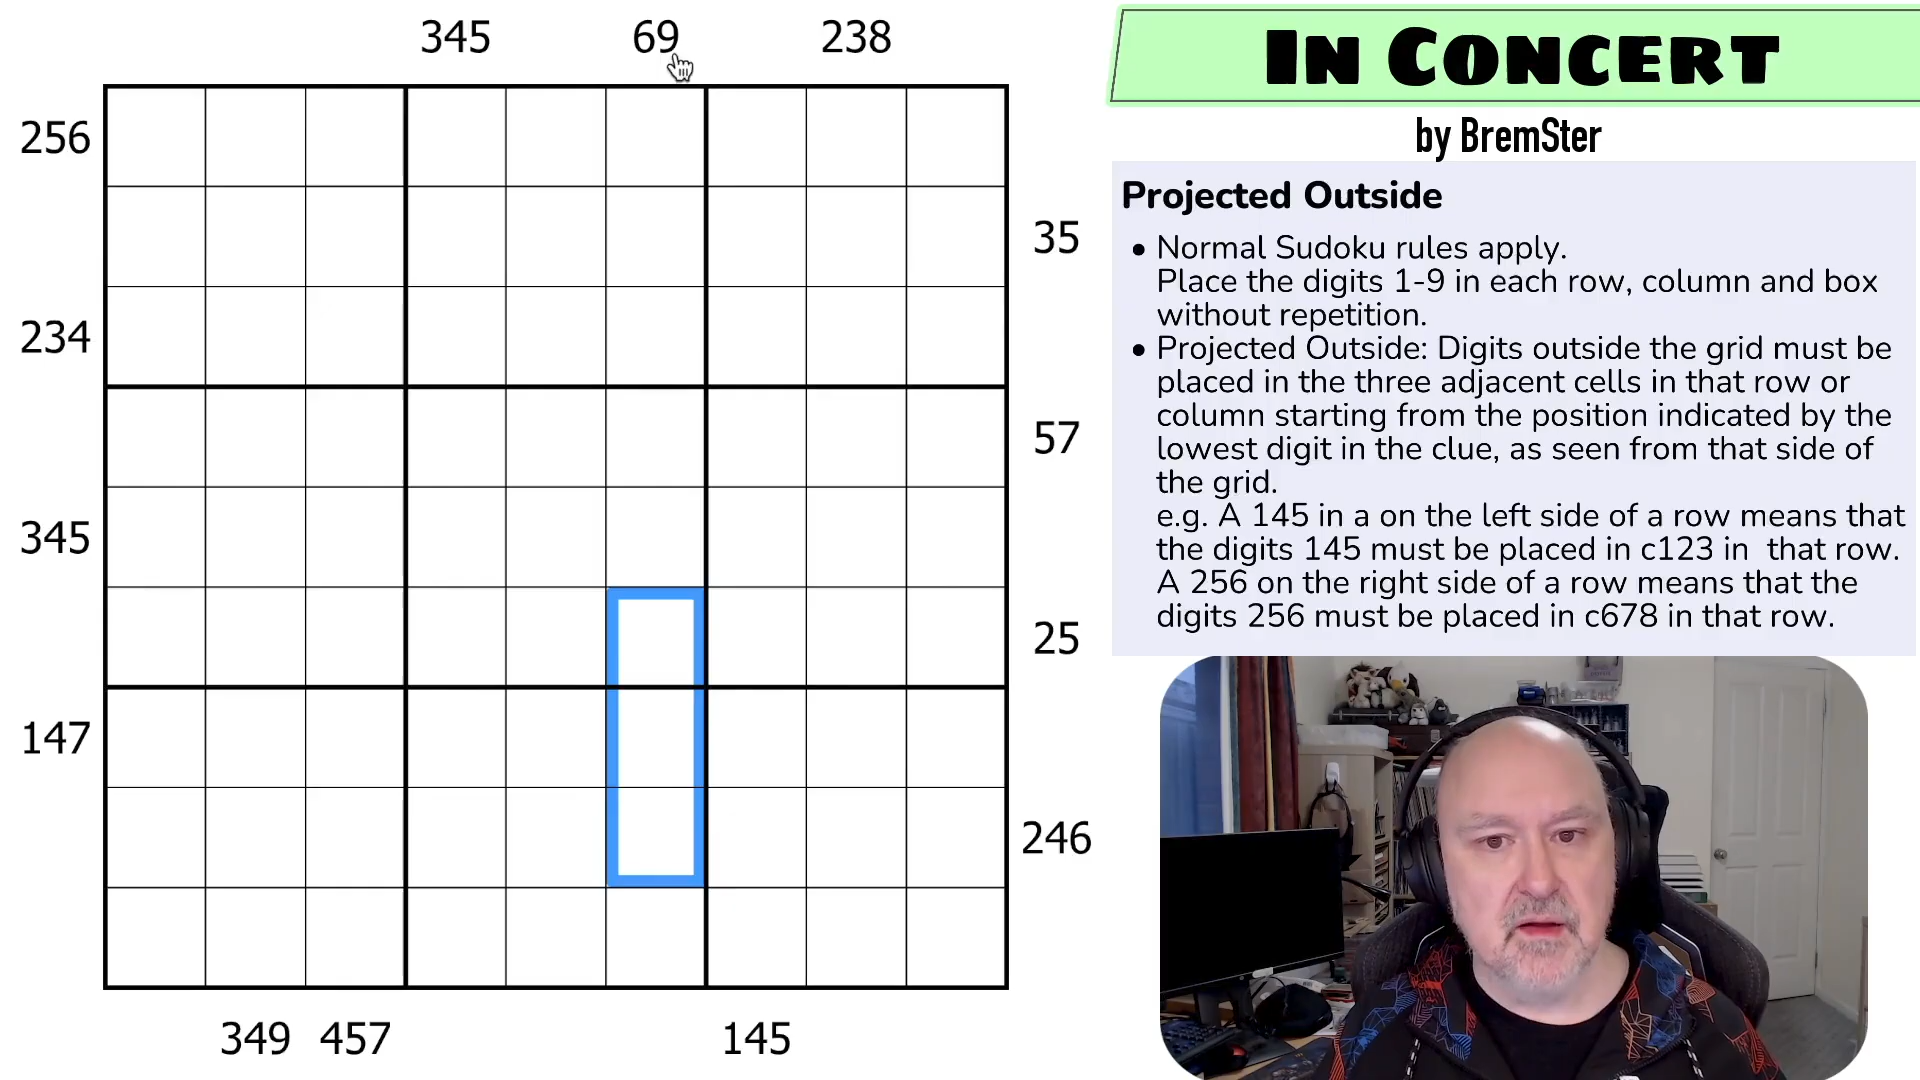 345 69 238
256
35
234
57
345
25
147
246
349 457 145
IN CONCERT
by BremSter
Projected Outside
• Normal Sudoku rules apply.
Place the digits 1-9 in each row, column and box
without repetition.
• Projected Outside: Digits outside the grid must be
placed in the three adjacent cells in that row or
column starting from the position indicated by the
lowest digit in the clue, as seen from that side of
the grid.
e.g. A 145 in a on the left side of a row means that
the digits 145 must be placed in c123 in that row.
A 256 on the right side of a row means that the
digits 256 must be placed in c678 in that row.